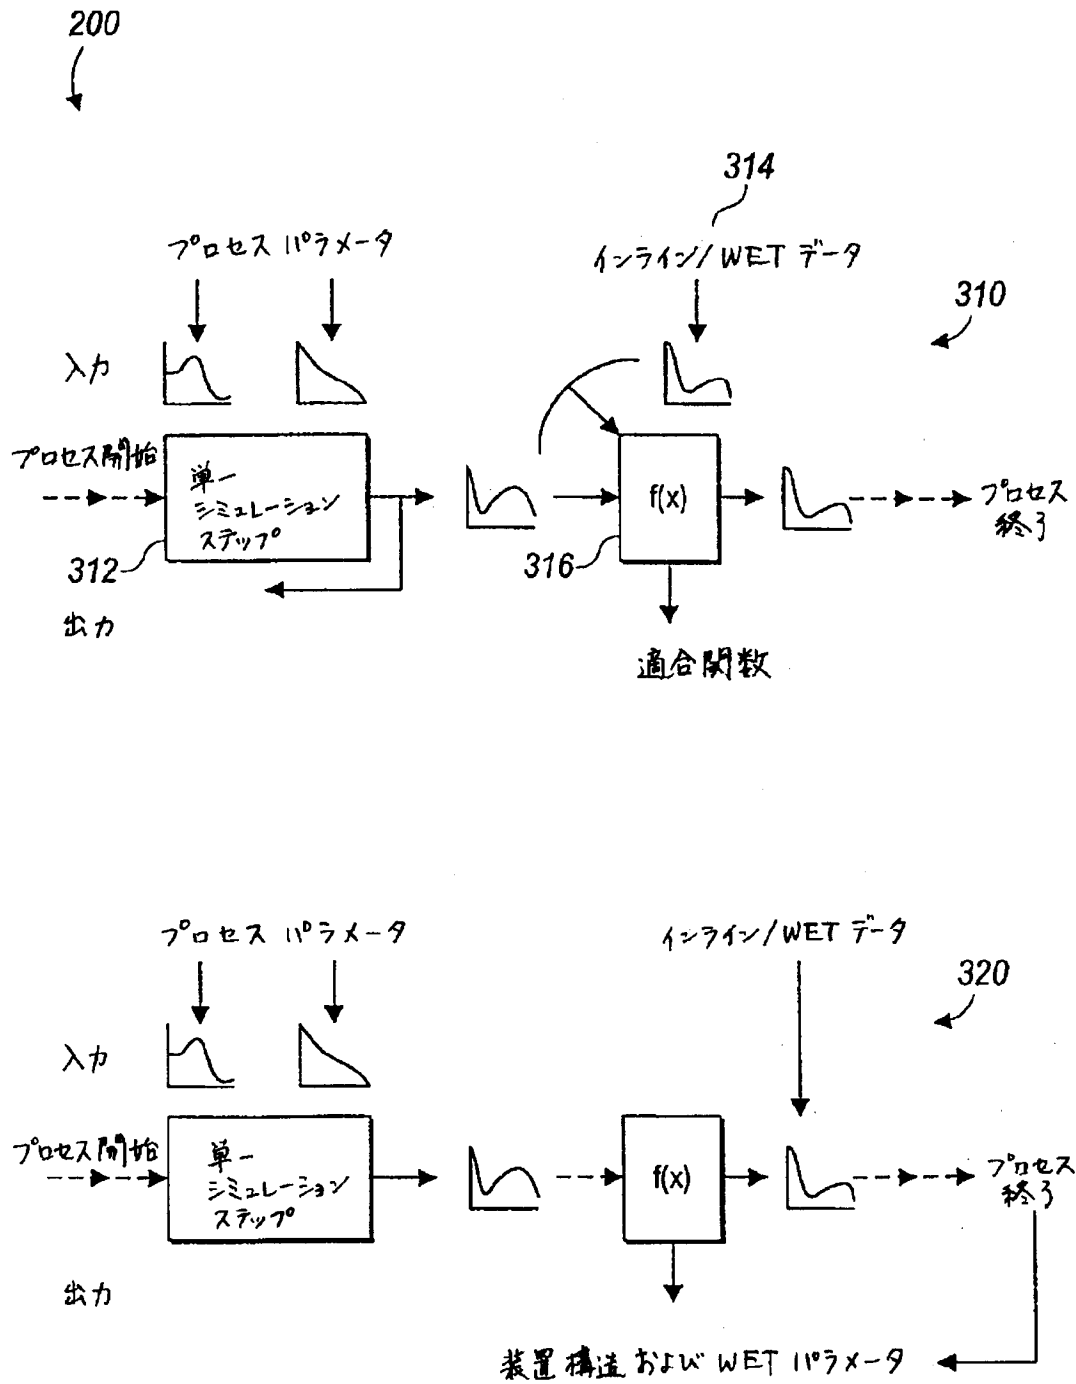 200
314
プロセス パラメータ
インライン/WET データ
310
入力
プロセス開始
単一
シミュレーション
ステップ
f(x)
プロセス
終了
312
316
出力
適合関数
プロセス パラメータ
インライン/WET データ
320
入力
プロセス開始
単一
シミュレーション
ステップ
f(x)
プロセス
終了
出力
装置構造および WET パラメータ